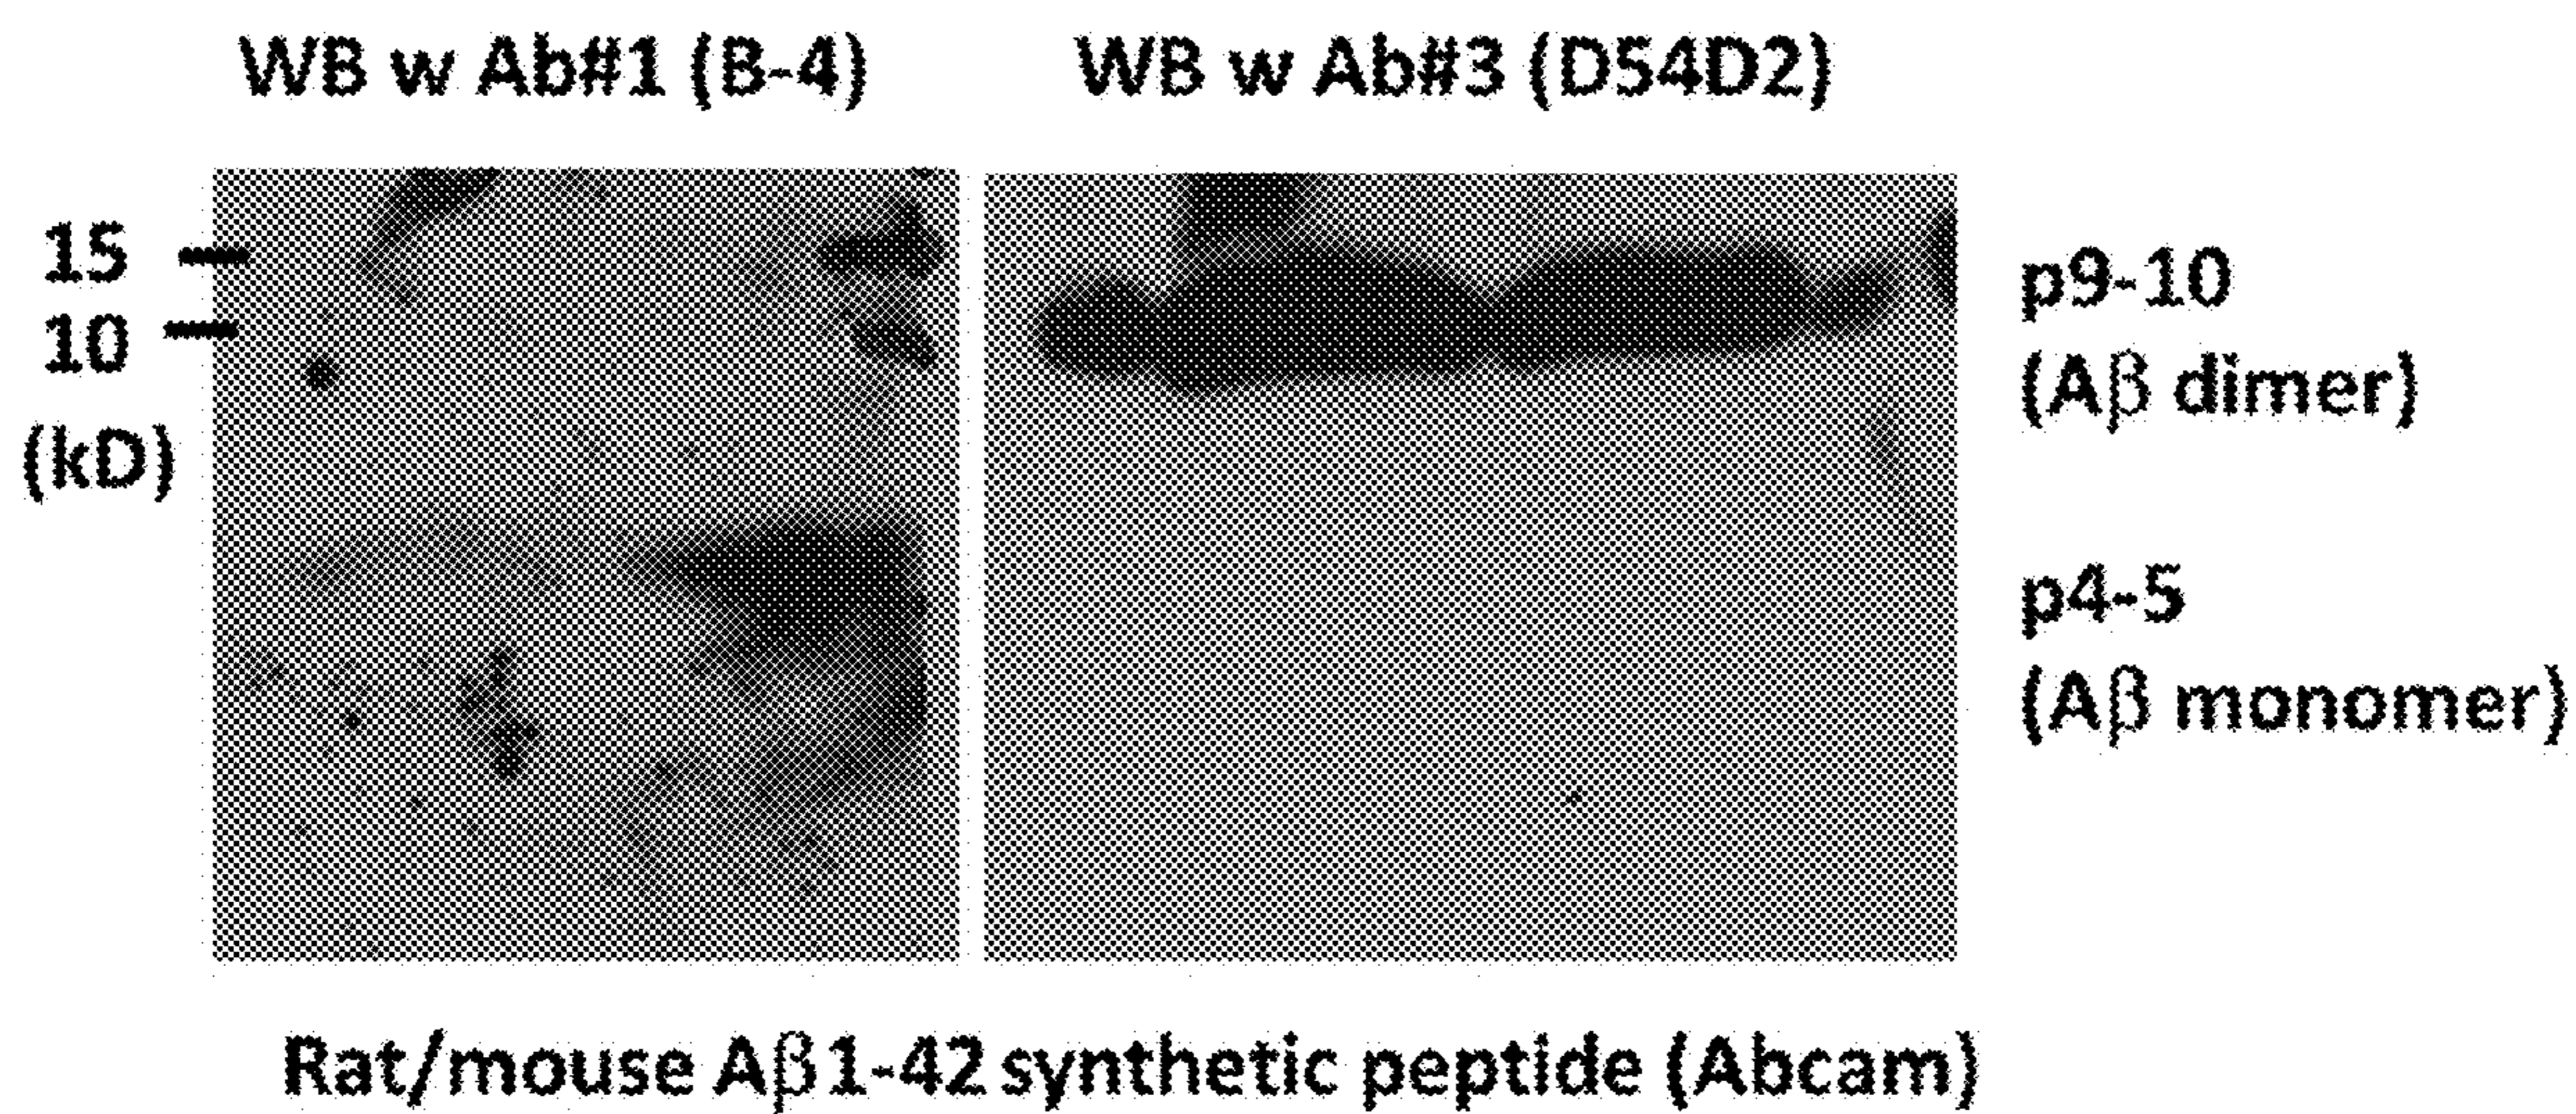 WB w Ab#1 (B-4)
WB w Ab#3 (D54D2)
15
10
(kD)
p9-10
(Aβ dimer)
p4-5
(Aβ monomer)
Rat/mouse Aβ1-42 synthetic peptide (Abcam)